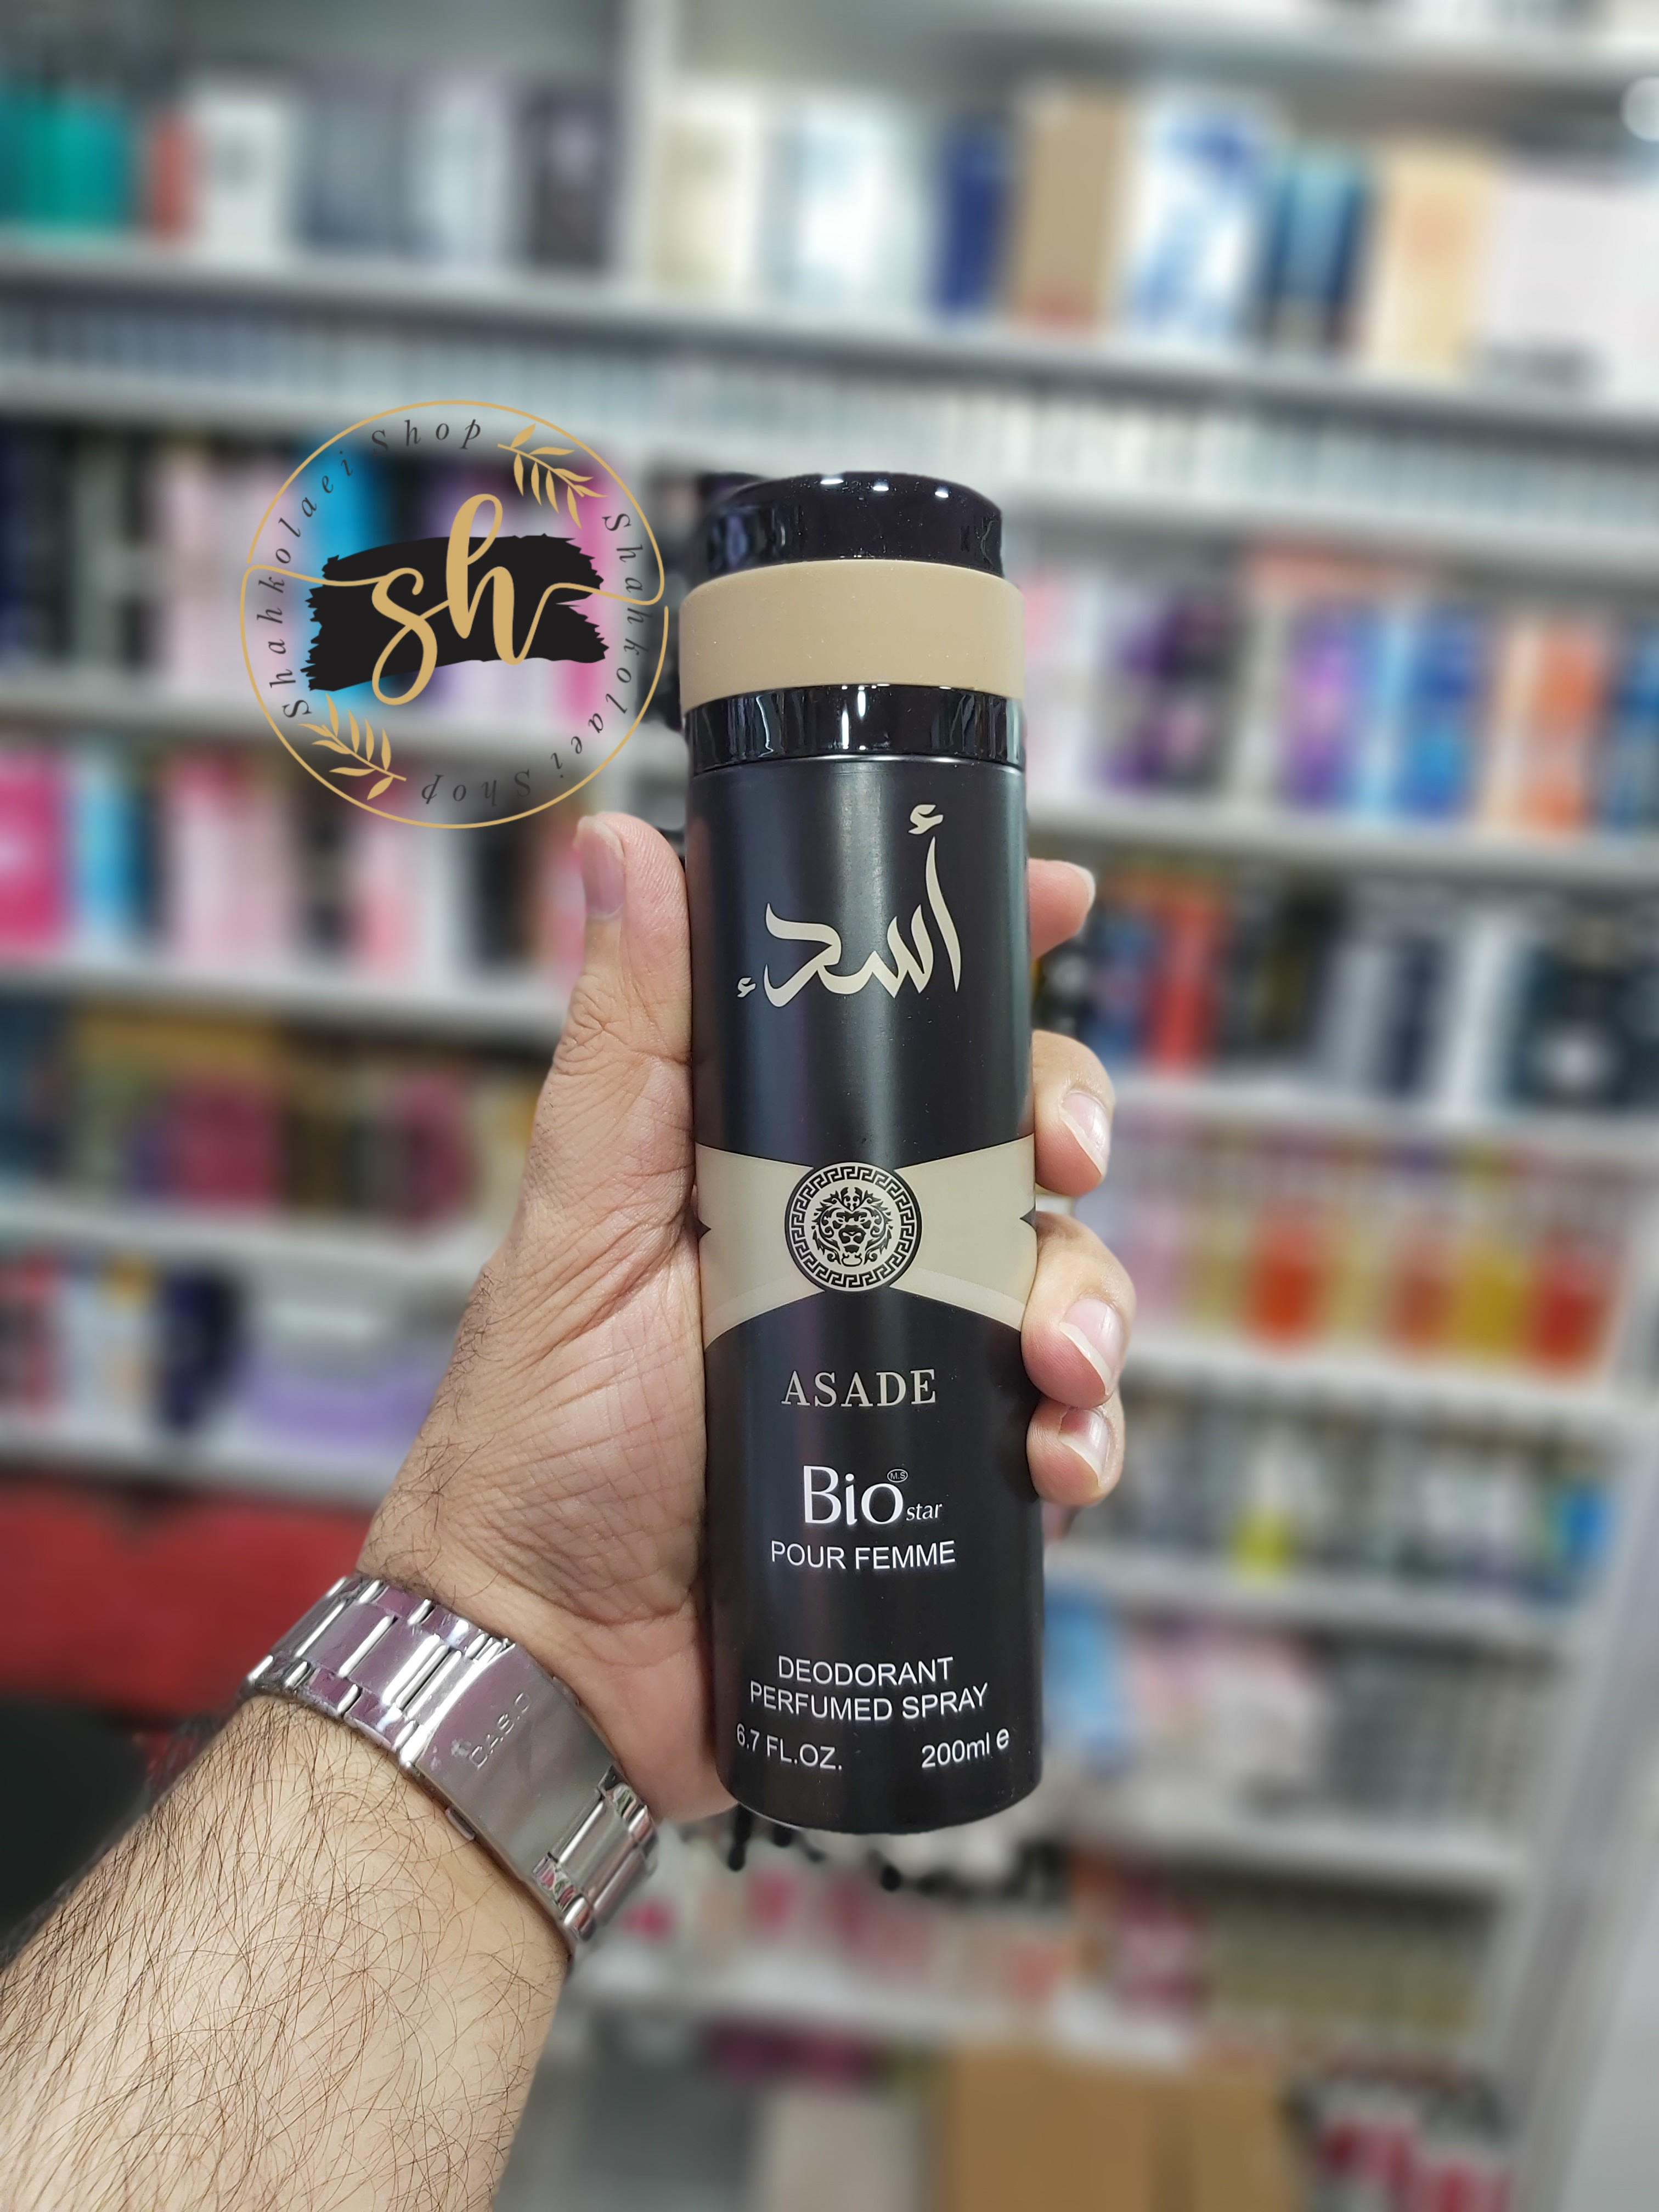 Shahkolaei Shop
Shahkolaei Shop
sh
أسد
ASADE
Bio star
M.S
POUR FEMME
DEODORANT
PERFUMED SPRAY
6.7 FL.OZ. 200ml e
CASIO